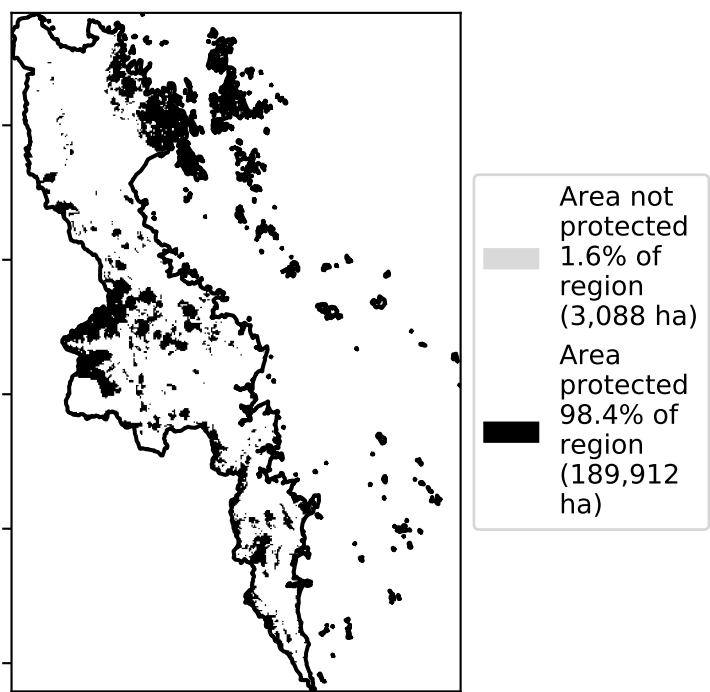 Area not
protected
1.6% of
region
(3,088 ha)
Area
protected
98.4% of
region
(189,912
ha)